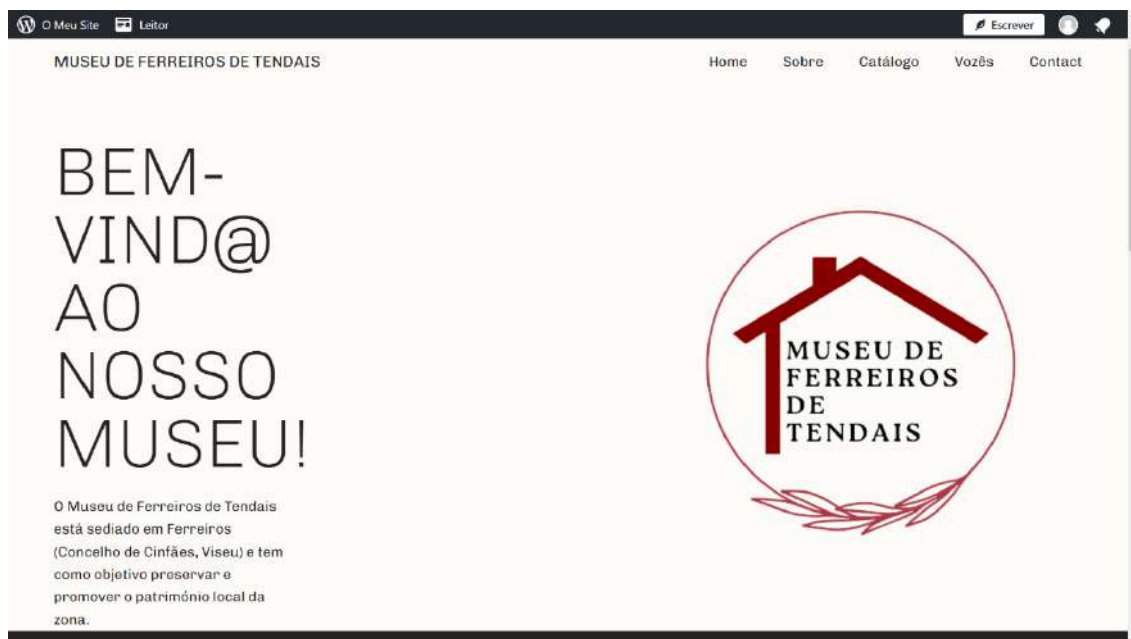 O Meu Site Leitor Escrever
MUSEU DE FERREIROS DE TENDAIS Home Sobre Catálogo Vozês Contact
BEM-
VIND@
AO
NOSSO
MUSEU!
O Museu de Ferreiros de Tendais
está sediado em Ferreiros
(Concelho de Cinfães, Viseu) e tem
como objetivo preservar e
promover o património local da
zona.
MUSEU DE
FERREIROS
DE
TENDAIS